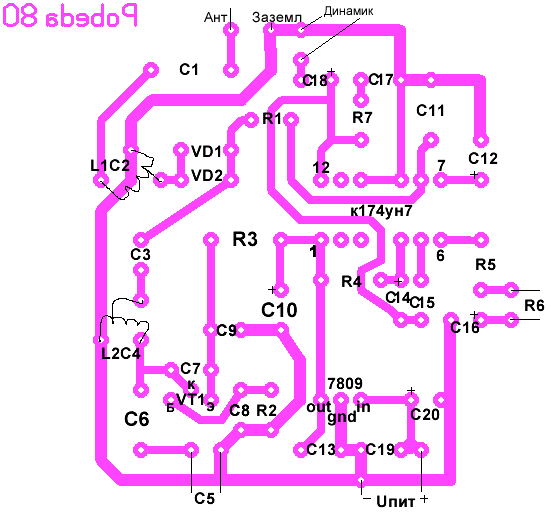 Pobeda 80
Ант
Заземл
Динамик
C1
C18
C17
R1
R7
C11
L1C2
VD1
VD2
12
7
C12
к174ун7
C3
R3
1
R4
6
R5
C10
C14
C15
R6
C9
C16
L2C4
C7
к
VT1
Б
э
C8
R2
7809
out
gnd
in
C20
C6
C13
C19
C5
− Uпит +